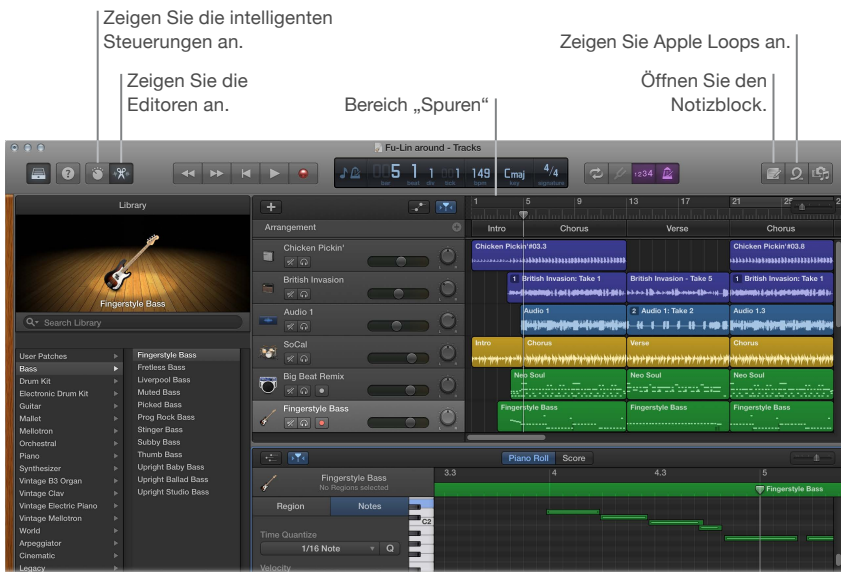 Zeigen Sie die intelligenten
Steuerungen an.
Zeigen Sie Apple Loops an.
Zeigen Sie die
Editoren an.
Bereich „Spuren“
Öffnen Sie den
Notizblock.
Fu-Lin around - Tracks
5 1 1 1 149 Cmaj 4/4
bar beat div tick bpm key signature
1234
Library
1 5 9 13 17 21 25
Arrangement
Intro Chorus Verse Chorus
Fingerstyle Bass
Search Library
Chicken Pickin'
Chicken Pickin'#03.3
Chicken Pickin'#03.8
British Invasion
1 British Invasion: Take 1
British Invasion - Take 5
1 British Invasion: Take 1
Audio 1
Audio 1
2 Audio 1: Take 2
Audio 1.3
SoCal
Intro Chorus Verse Chorus
Big Beat Remix
Neo Soul
Neo Soul
Neo Soul
Fingerstyle Bass
Fingerstyle Bass
Fingerstyle Bass
Fingerstyle Bass
User Patches
Bass
Drum Kit
Electronic Drum Kit
Guitar
Mallet
Mellotron
Orchestral
Piano
Synthesizer
Vintage B3 Organ
Vintage Clav
Vintage Electric Piano
Vintage Mellotron
World
Arpeggiator
Cinematic
Legacy
Fingerstyle Bass
Fretless Bass
Liverpool Bass
Muted Bass
Picked Bass
Prog Rock Bass
Stinger Bass
Subby Bass
Thumb Bass
Upright Baby Bass
Upright Ballad Bass
Upright Studio Bass
Piano Roll Score
Fingerstyle Bass
No Regions selected
3.3 4 4.3 5
Fingerstyle Bass
Region Notes
C2
Time Quantize
1/16 Note Q
Velocity